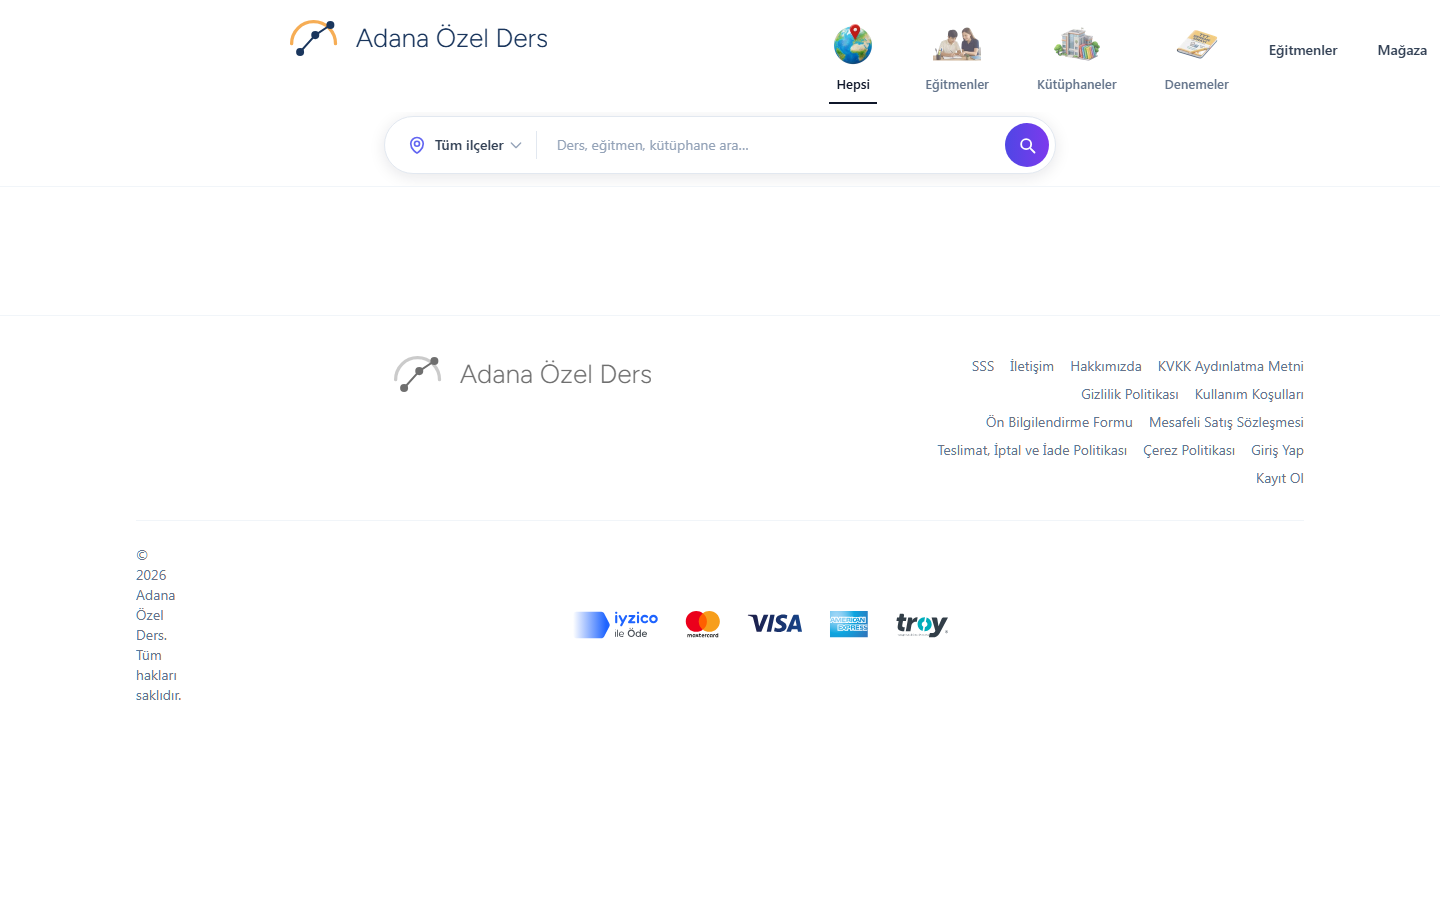 Adana Özel Ders
Hepsi
Eğitmenler
Kütüphaneler
Denemeler
Eğitmenler
Mağaza
Tüm ilçeler
Ders, eğitmen, kütüphane ara...
Adana Özel Ders
SSS İletişim Hakkımızda KVKK Aydınlatma Metni
Gizlilik Politikası Kullanım Koşulları
Ön Bilgilendirme Formu Mesafeli Satış Sözleşmesi
Teslimat, İptal ve İade Politikası Çerez Politikası Giriş Yap
Kayıt Ol
©
2026
Adana
Özel
Ders.
Tüm
hakları
saklıdır.
iyzico
ile Öde
mastercard
VISA
AMERICAN
EXPRESS
troy